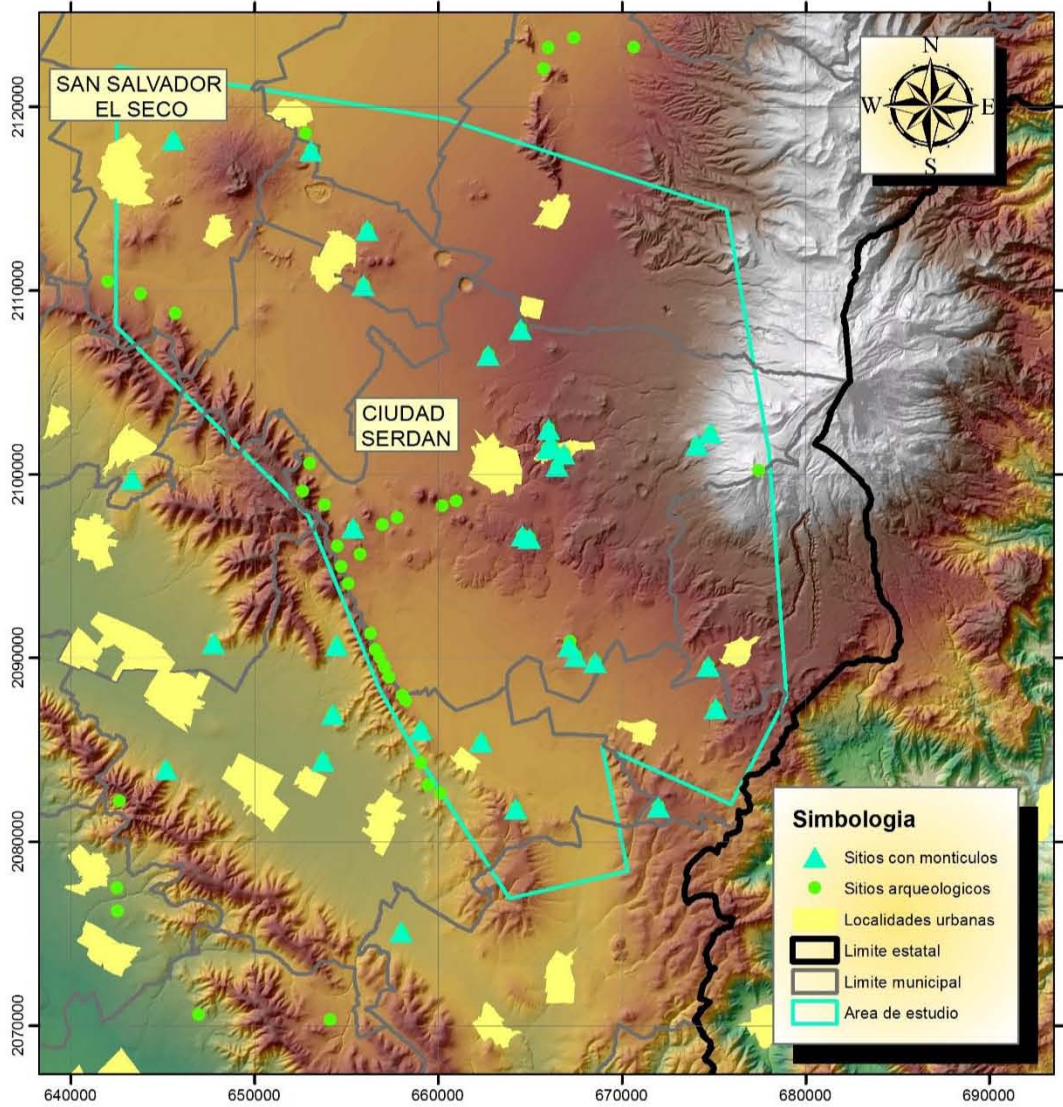 SAN SALVADOR
EL SECO
N
W
E
S
CIUDAD
SERDAN
Simbologia
Sitios con monticulos
Sitios arqueologicos
Localidades urbanas
Limite estatal
Limite municipal
Area de estudio
2120000
2110000
2100000
2090000
2080000
2070000
640000 650000 660000 670000 680000 690000